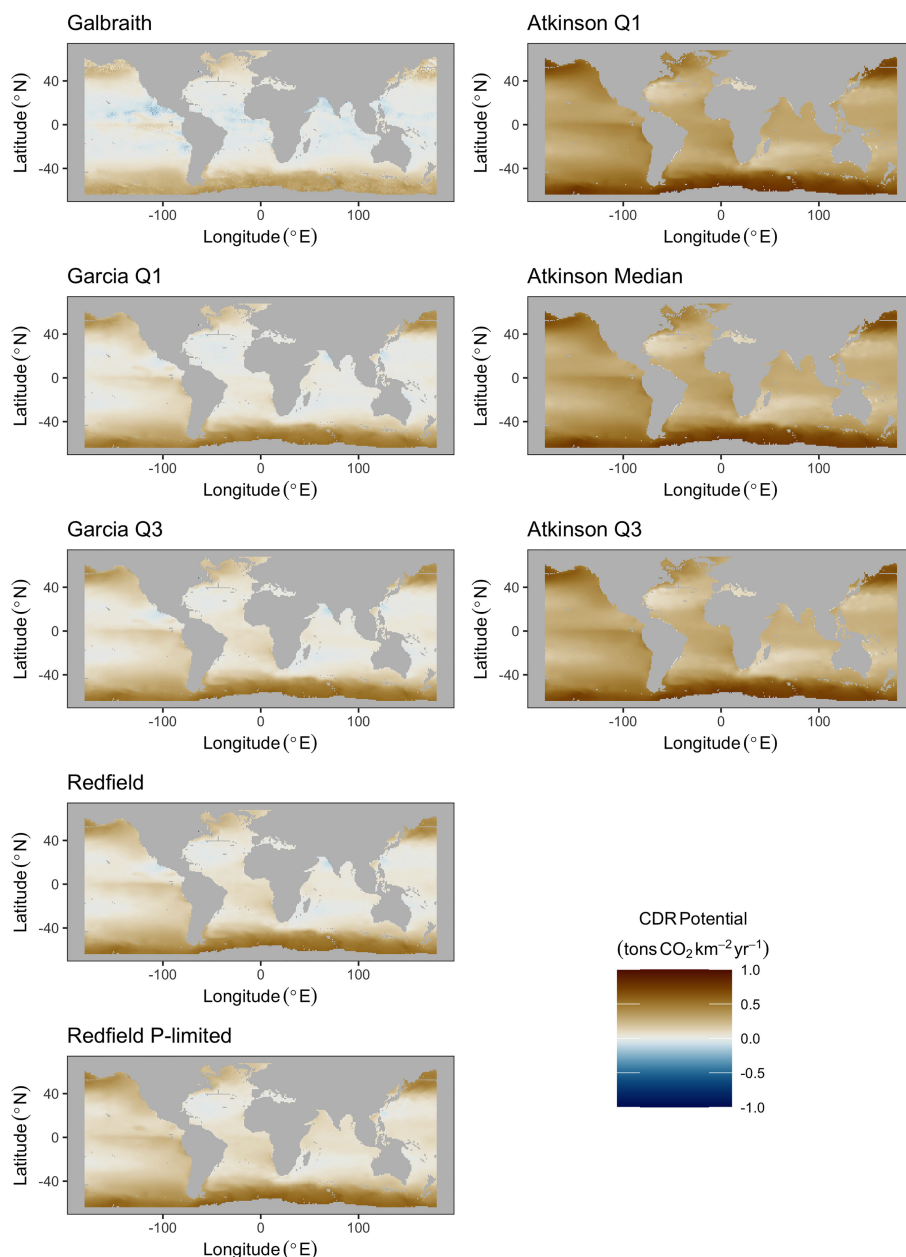 Galbraith
Atkinson Q1
Latitude (°N)
40
0
-40
-100
0
100
Longitude (°E)
Latitude (°N)
40
0
-40
-100
0
100
Longitude (°E)
Garcia Q1
Atkinson Median
Latitude (°N)
40
0
-40
-100
0
100
Longitude (°E)
Latitude (°N)
40
0
-40
-100
0
100
Longitude (°E)
Garcia Q3
Atkinson Q3
Latitude (°N)
40
0
-40
-100
0
100
Longitude (°E)
Latitude (°N)
40
0
-40
-100
0
100
Longitude (°E)
Redfield
Latitude (°N)
40
0
-40
-100
0
100
Longitude (°E)
CDR Potential
(tons CO₂ km⁻² yr⁻¹)
1.0
0.5
0.0
-0.5
-1.0
Redfield P-limited
Latitude (°N)
40
0
-40
-100
0
100
Longitude (°E)